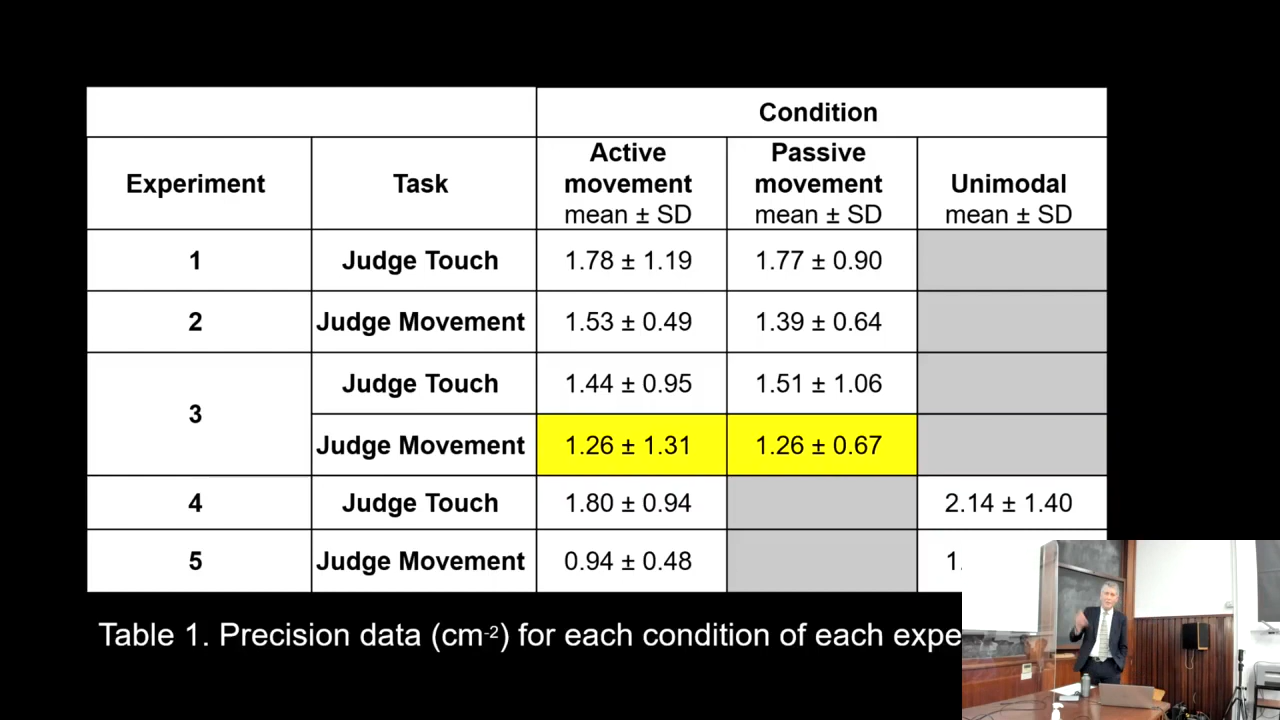 Condition
Experiment Task Active movement mean ± SD Passive movement mean ± SD Unimodal mean ± SD
1 Judge Touch 1.78 ± 1.19 1.77 ± 0.90
2 Judge Movement 1.53 ± 0.49 1.39 ± 0.64
3 Judge Touch 1.44 ± 0.95 1.51 ± 1.06
Judge Movement 1.26 ± 1.31 1.26 ± 0.67
4 Judge Touch 1.80 ± 0.94 2.14 ± 1.40
5 Judge Movement 0.94 ± 0.48 1.
Table 1. Precision data (cm⁻²) for each condition of each expe